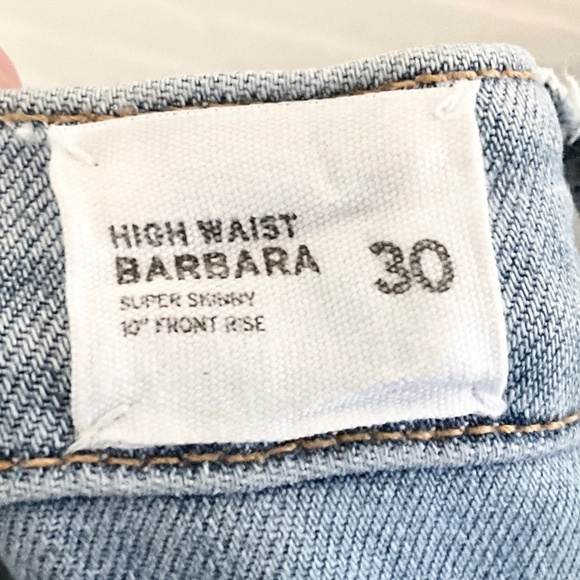 HIGH WAIST
BARBARA 30
SUPER SKINNY
10" FRONT RISE